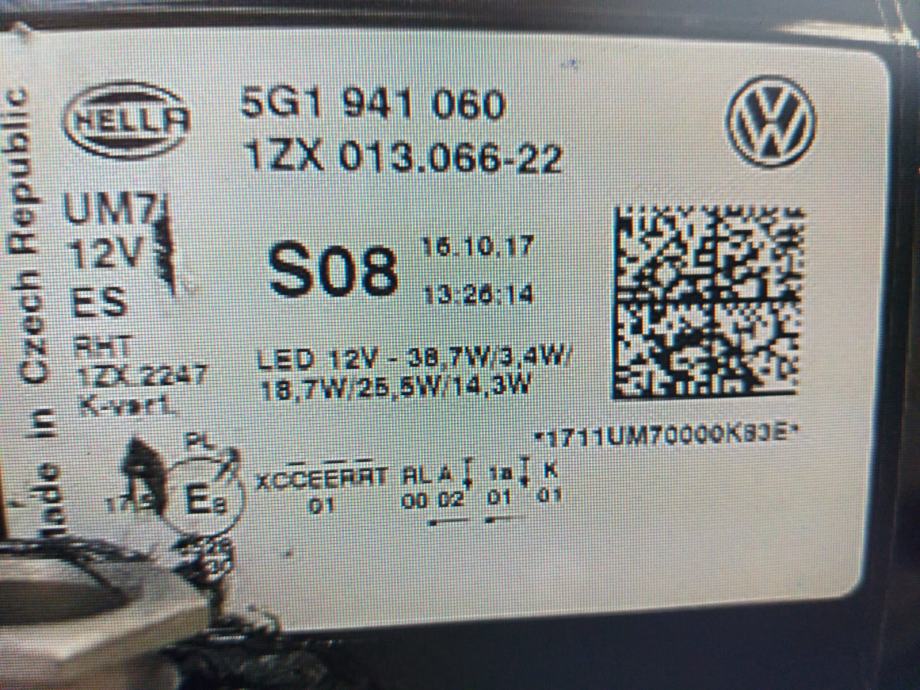 Made in Czech Republic
HELLA
5G1 941 060
1ZX 013.066-22
UM7
12V
ES
S08
16.10.17
13:26:14
RHT
1ZX.2247
K-vart.
LED 12V - 38,7W/3,4W/
18,7W/25,5W/14,3W
*1711UM70000K83E*
PL
E8
XCCEERRT RL A 1a K
01 00 02 01 01